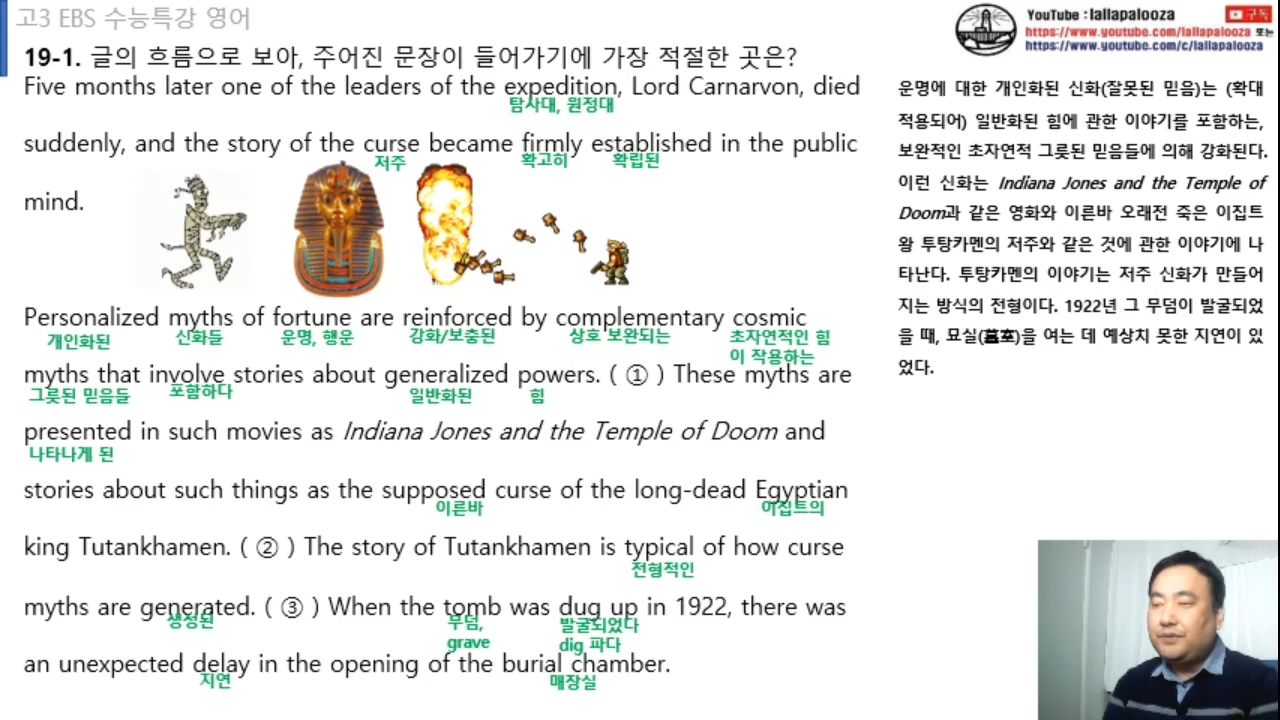 고3 EBS 수능특강 영어
YouTube : lallapalooza
구독
https://www.youtube.com/lallapalooza 또는
https://www.youtube.com/c/lallapalooza
19-1. 글의 흐름으로 보아, 주어진 문장이 들어가기에 가장 적절한 곳은?
Five months later one of the leaders of the expedition, Lord Carnarvon, died
탐사대, 원정대
suddenly, and the story of the curse became firmly established in the public
저주 확고히 확립된
mind.
Personalized myths of fortune are reinforced by complementary cosmic
개인화된 신화들 운명, 행운 강화/보충된 상호 보완되는 초자연적인 힘
이 작용하는
myths that involve stories about generalized powers. ( ① ) These myths are
그릇된 믿음들 포함하다 일반화된 힘
presented in such movies as Indiana Jones and the Temple of Doom and
나타나게 된
stories about such things as the supposed curse of the long-dead Egyptian
이른바 이집트의
king Tutankhamen. ( ② ) The story of Tutankhamen is typical of how curse
전형적인
myths are generated. ( ③ ) When the tomb was dug up in 1922, there was
생성된 무덤, 발굴되었다
grave dig 파다
an unexpected delay in the opening of the burial chamber.
지연 매장실
운명에 대한 개인화된 신화(잘못된 믿음)는 (확대
적용되어) 일반화된 힘에 관한 이야기를 포함하는,
보완적인 초자연적 그릇된 믿음들에 의해 강화된다.
이런 신화는 Indiana Jones and the Temple of
Doom과 같은 영화와 이른바 오래전 죽은 이집트
왕 투탕카멘의 저주와 같은 것에 관한 이야기에 나
타난다. 투탕카멘의 이야기는 저주 신화가 만들어
지는 방식의 전형이다. 1922년 그 무덤이 발굴되었
을 때, 묘실(墓室)을 여는 데 예상치 못한 지연이 있
었다.